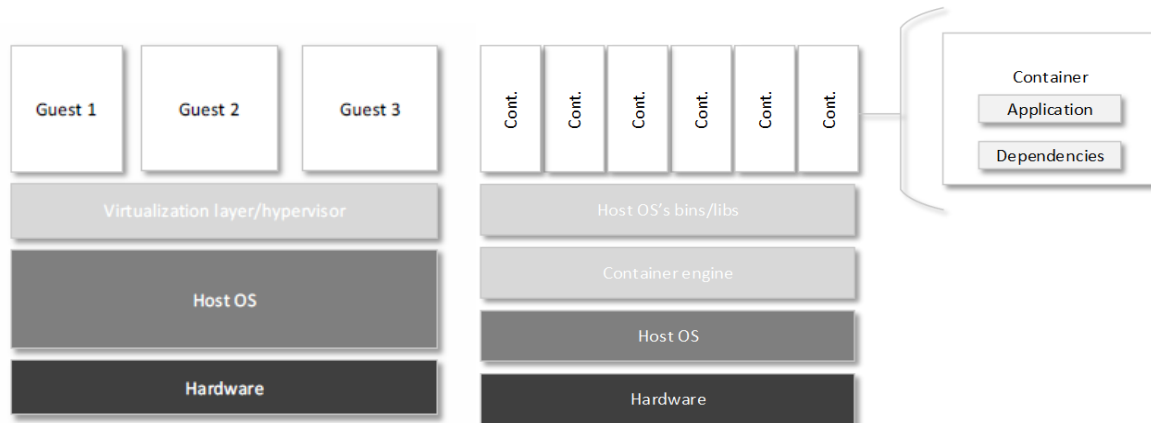 Guest 1
Guest 2
Guest 3
Virtualization layer/hypervisor
Host OS
Hardware
Cont.
Cont.
Cont.
Cont.
Cont.
Cont.
Host OS's bins/libs
Container engine
Host OS
Hardware
Container
Application
Dependencies